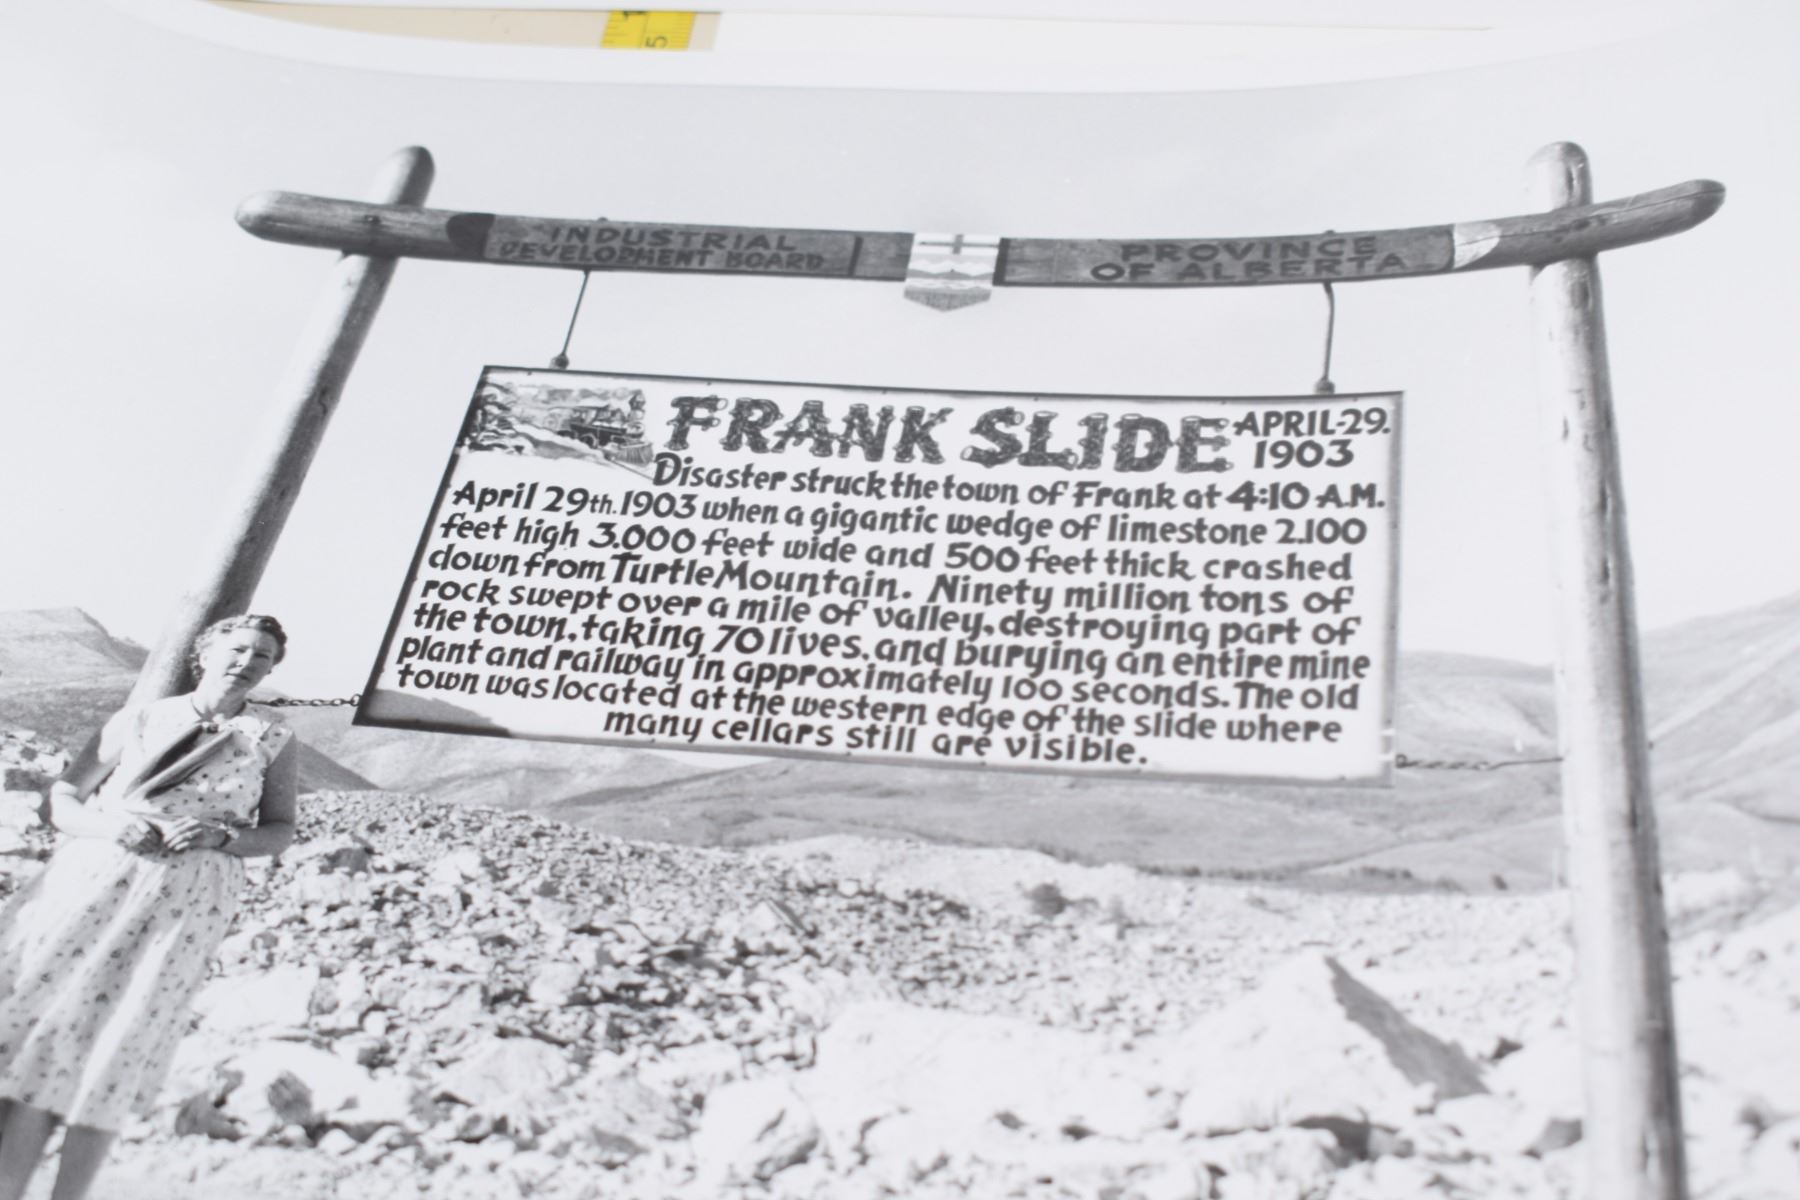 5
INDUSTRIAL
DEVELOPMENT BOARD
PROVINCE
OF ALBERTA
FRANK SLIDE
APRIL-29.
1903
Disaster struck the town of Frank at 4:10 A.M.
April 29th. 1903 when a gigantic wedge of limestone 2.100
feet high 3.000 feet wide and 500 feet thick crashed
down from Turtle Mountain. Ninety million tons of
rock swept over a mile of valley, destroying part of
the town, taking 70 lives, and burying an entire mine
plant and railway in approximately 100 seconds. The old
town was located at the western edge of the slide where
many cellars still are visible.